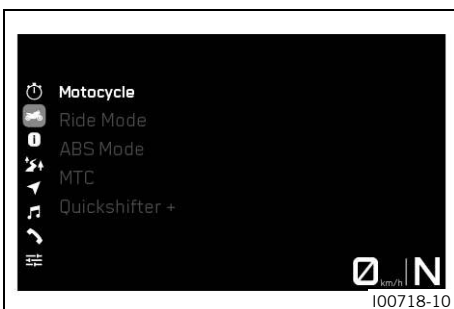 Motocycle
Ride Mode
ABS Mode
MTC
Quickshifter +
0 km/h N
I00718-10